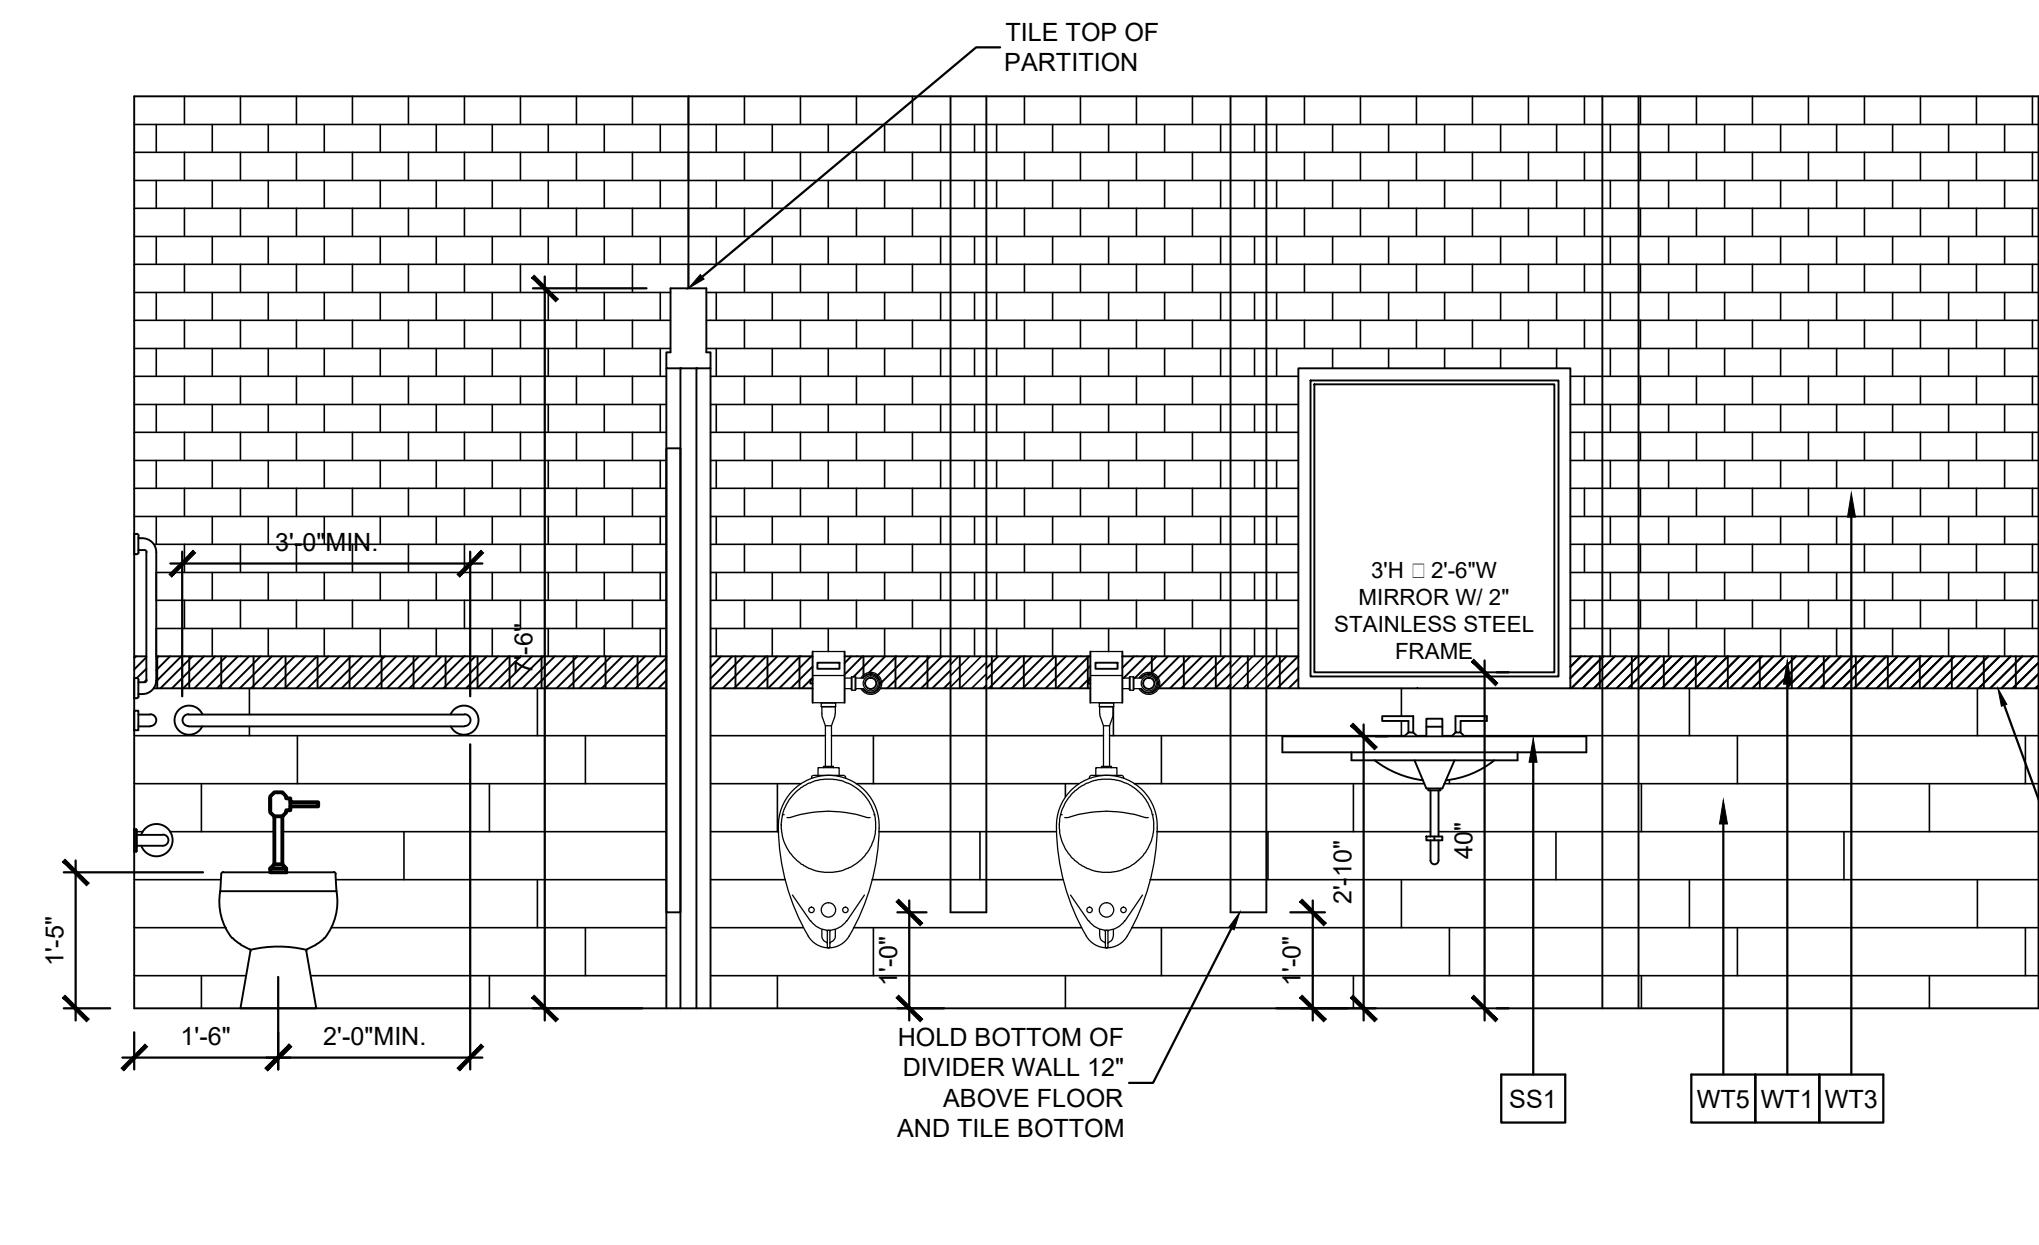 TILE TOP OF
PARTITION
3'-0"MIN.
7'-6"
3'H □ 2'-6"W
MIRROR W/ 2"
STAINLESS STEEL
FRAME
40"
2'-10"
1'-5"
1'-0"
1'-0"
1'-6"
2'-0"MIN.
HOLD BOTTOM OF
DIVIDER WALL 12"
ABOVE FLOOR
AND TILE BOTTOM
SS1
WT5 WT1 WT3